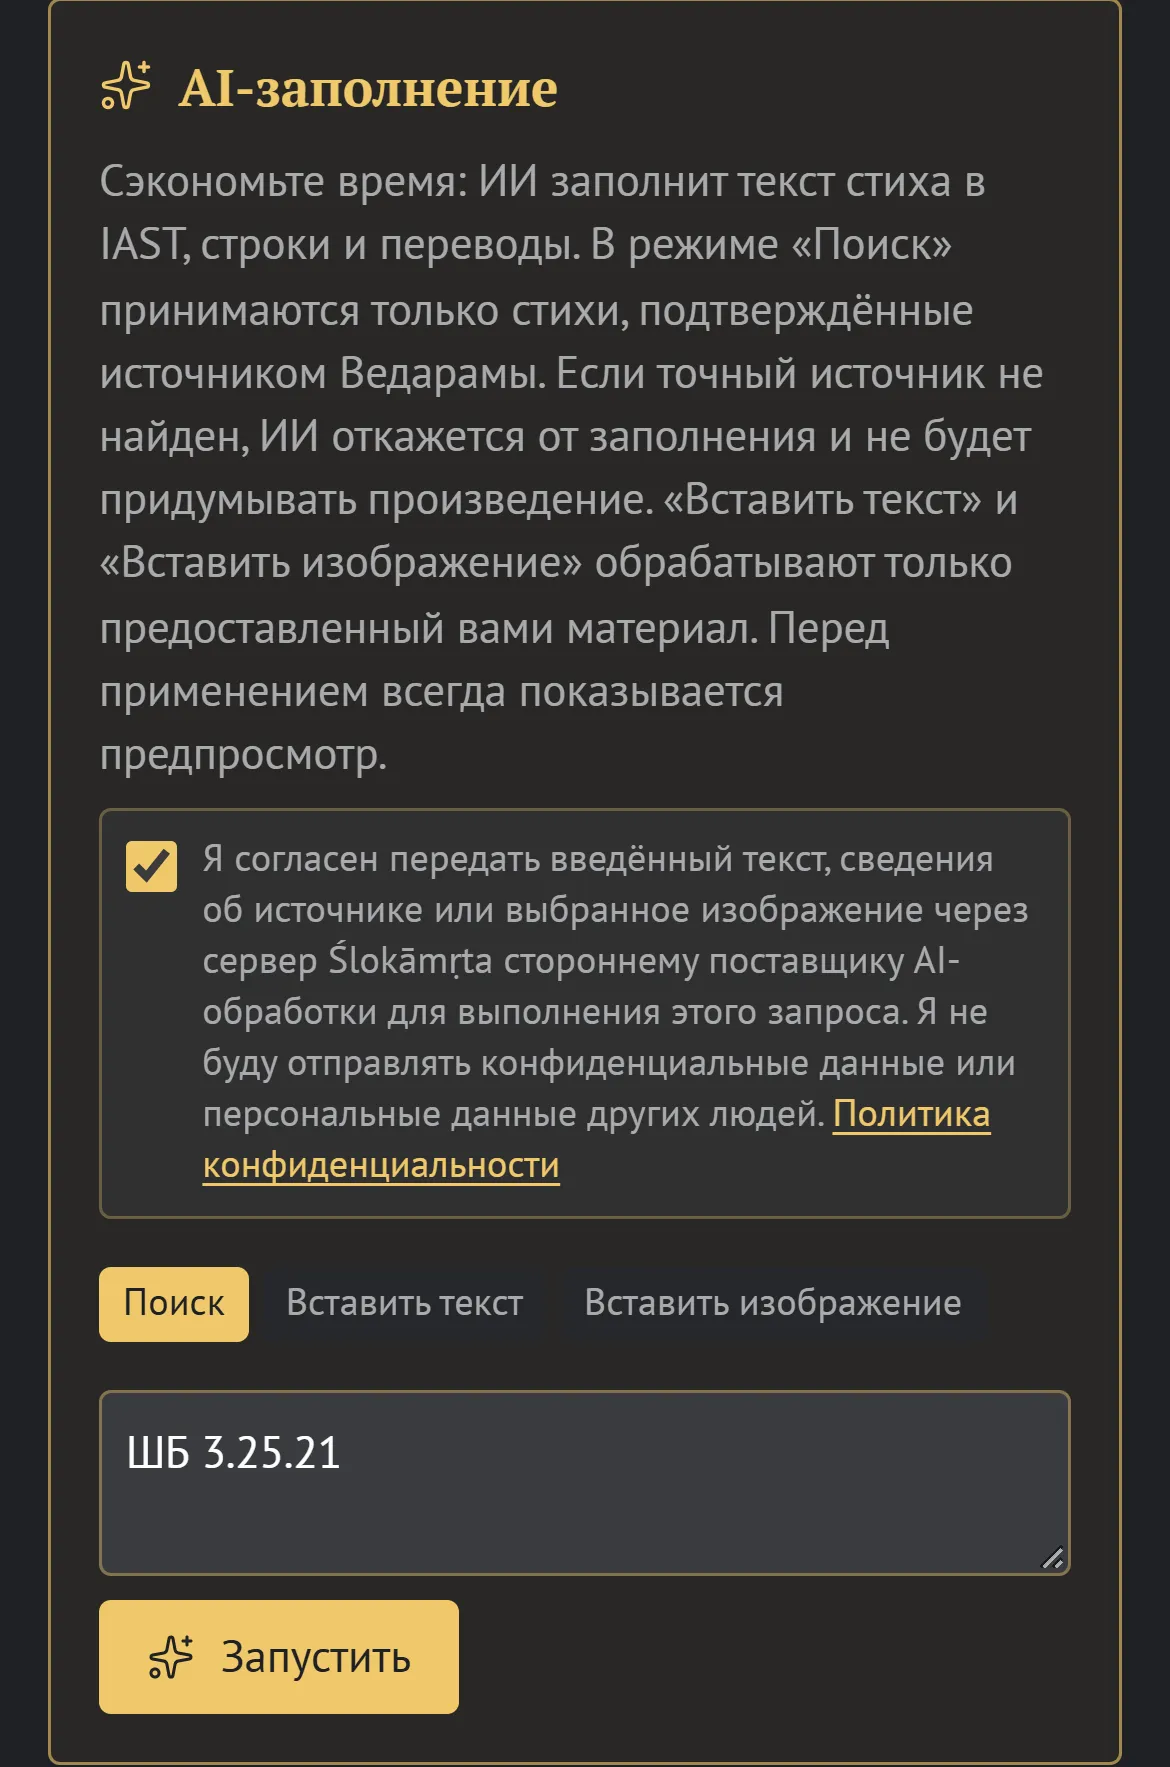 AI-заполнение
Сэкономьте время: ИИ заполнит текст стиха в
IAST, строки и переводы. В режиме «Поиск»
принимаются только стихи, подтверждённые
источником Ведарамы. Если точный источник не
найден, ИИ откажется от заполнения и не будет
придумывать произведение. «Вставить текст» и
«Вставить изображение» обрабатывают только
предоставленный вами материал. Перед
применением всегда показывается
предпросмотр.
Я согласен передать введённый текст, сведения
об источнике или выбранное изображение через
сервер Ślokāmṛta стороннему поставщику AI-
обработки для выполнения этого запроса. Я не
буду отправлять конфиденциальные данные или
персональные данные других людей. Политика
конфиденциальности
Поиск Вставить текст Вставить изображение
ШБ 3.25.21
Запустить